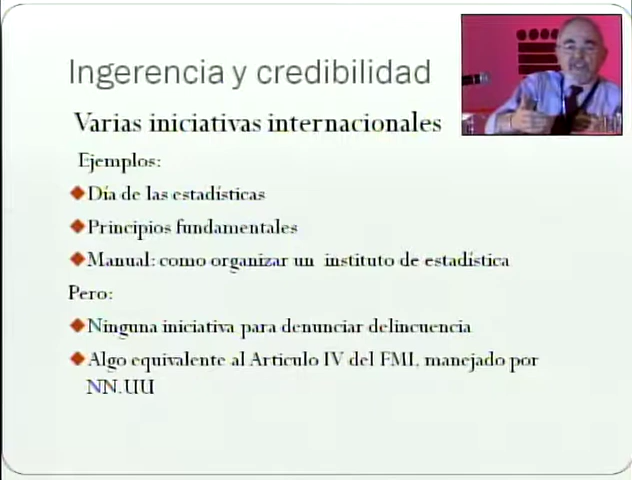 Ingerencia y credibilidad
Varias iniciativas internacionales
Ejemplos:
Día de las estadísticas
Principios fundamentales
Manual: como organizar un instituto de estadística
Pero:
Ninguna iniciativa para denunciar delincuencia
Algo equivalente al Articulo IV del FMI, manejado por
NN.UU